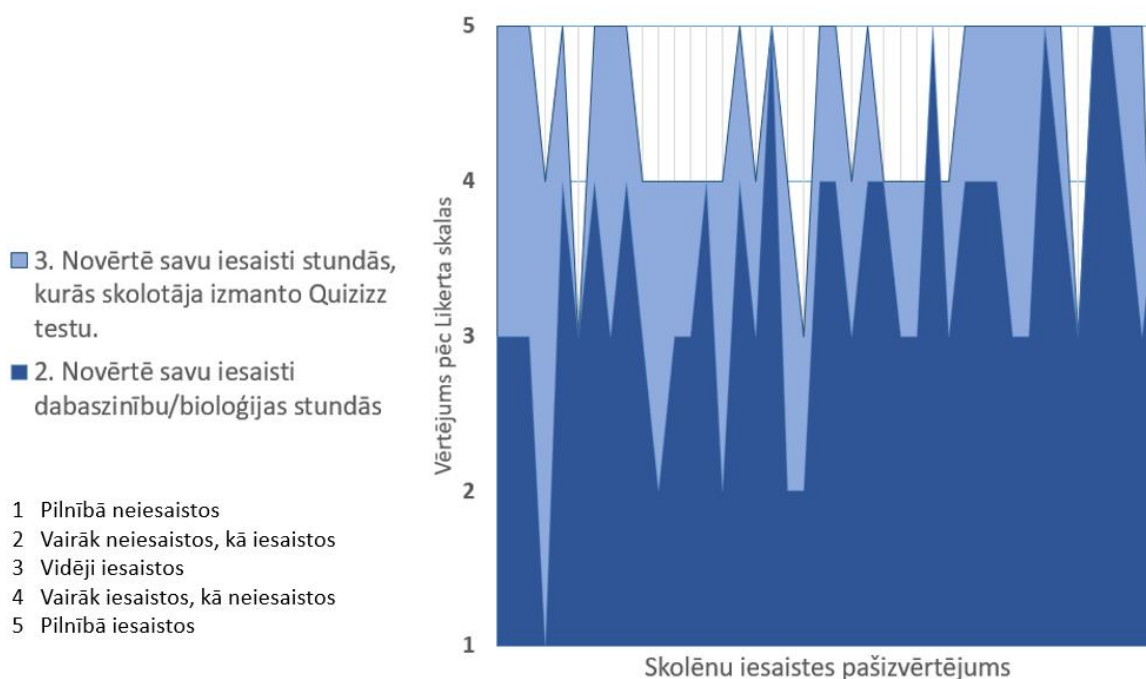 3. Novērtē savu iesaisti stundās,
kurās skolotāja izmanto Quizizz
testu.
2. Novērtē savu iesaisti
dabaszinību/bioloģijas stundās
1 Pilnībā neiesaistos
2 Vairāk neiesaistos, kā iesaistos
3 Vidēji iesaistos
4 Vairāk iesaistos, kā neiesaistos
5 Pilnībā iesaistos
Vērtējums pēc Likerta skalas
5
4
3
2
1
Skolēnu iesaistes pašizvērtējums